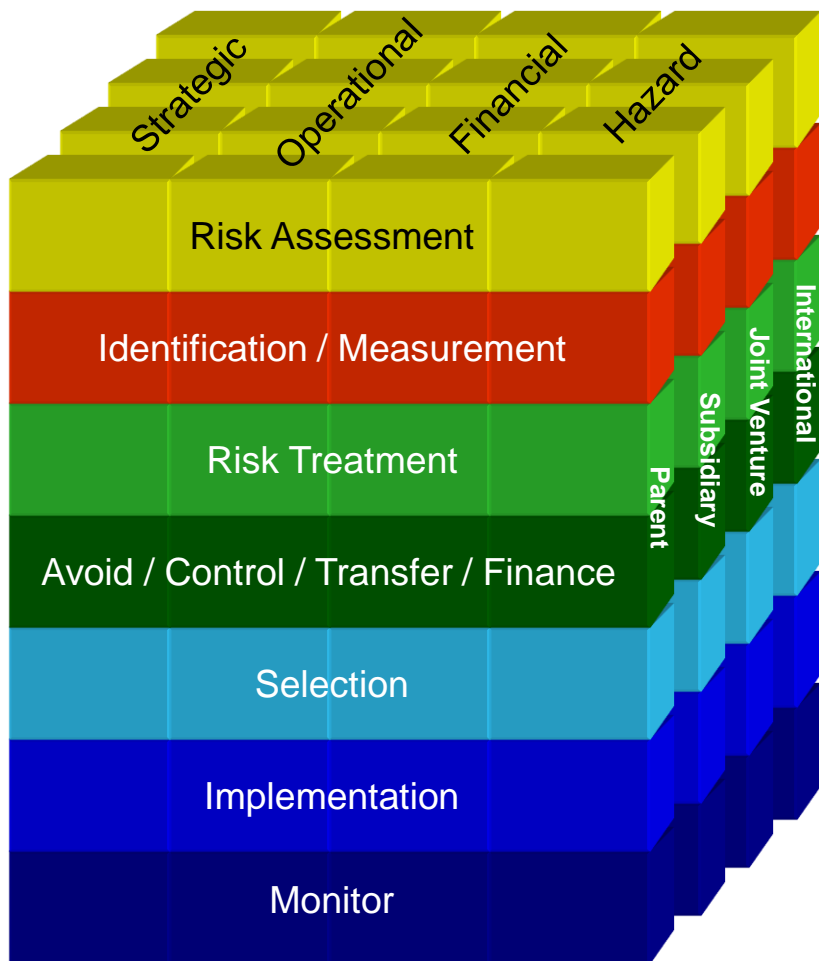 Strategic
Operational
Financial
Hazard
Risk Assessment
Identification / Measurement
Risk Treatment
Avoid / Control / Transfer / Finance
Selection
Implementation
Monitor
Parent
Subsidiary
Joint Venture
International